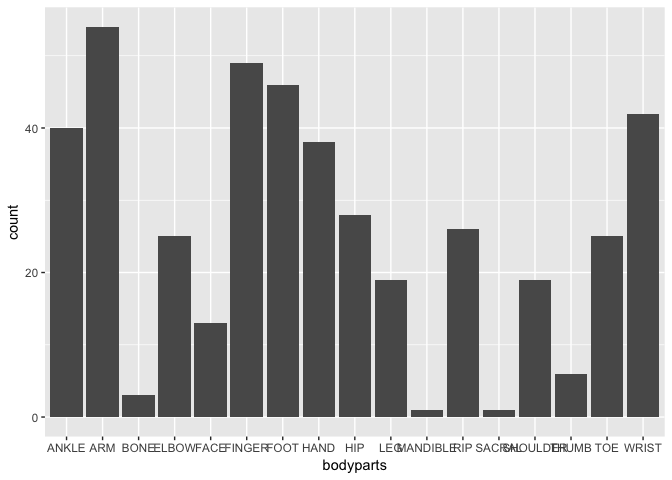 count
40
20
0
ANKLE ARM BONE ELBOW FACE FINGER FOOT HAND HIP LEG MANDIBLE RIP SACRAL SHOULDER THUMB TOE WRIST
bodyparts